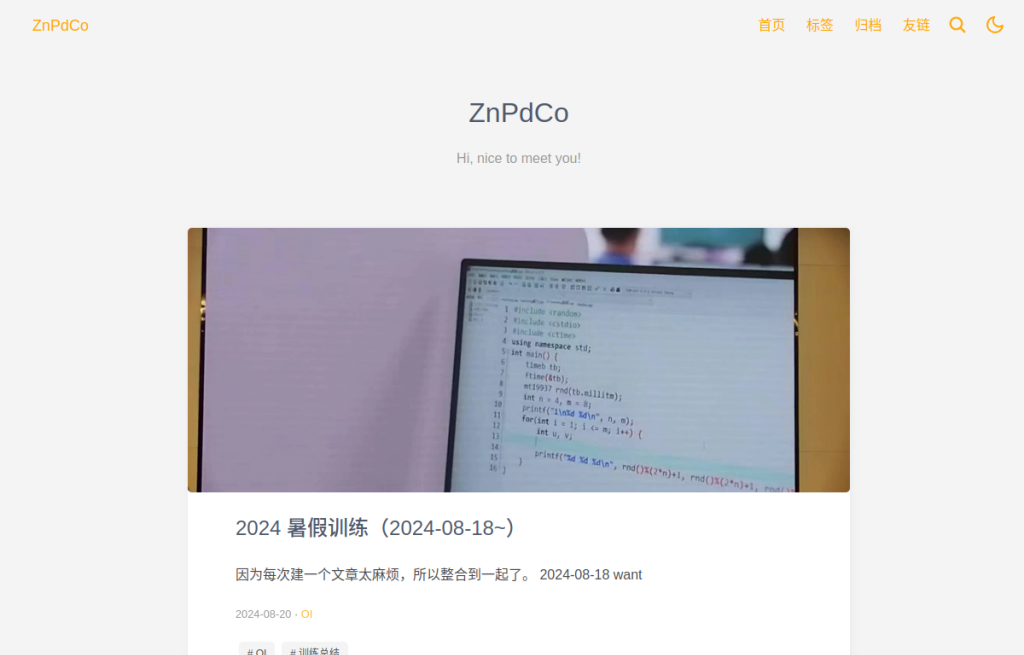 ZnPdCo
首页 标签 归档 友链
ZnPdCo
Hi, nice to meet you!
1 #include <random>
2 #include <cstdio>
3 #include <ctime>
4 using namespace std;
5 int main() {
6 timeb tb;
7 ftime(&tb);
8 mt19937 rnd(tb.millitm);
9 int n = 4, m = 8;
10 printf("1\n%d %d\n", n, m);
11 for(int i = 1; i <= m; i++) {
12 int u, v;
13
14 printf("%d %d %d\n", rnd()%(2*n)+1, rnd()%(2*n)+1,
15 }
16 }
2024 暑假训练（2024-08-18~）
因为每次建一个文章太麻烦，所以整合到一起了。 2024-08-18 want
2024-08-20 · OI
# OI # 训练总结